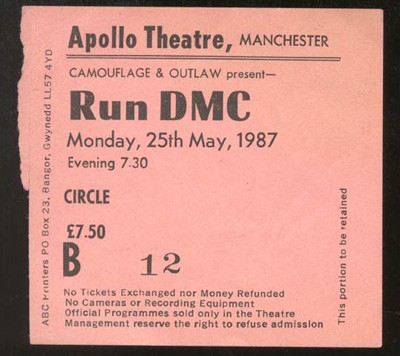 Apollo Theatre, MANCHESTER
CAMOUFLAGE & OUTLAW present—
Run DMC
Monday, 25th May, 1987
Evening 7.30
CIRCLE
£7.50
B 12
No Tickets Exchanged nor Money Refunded
No Cameras or Recording Equipment
Official Programmes sold only in the Theatre
Management reserve the right to refuse admission
ABC Printers PO Box 23, Bangor, Gwynedd LL57 4YD
This portion to be retained